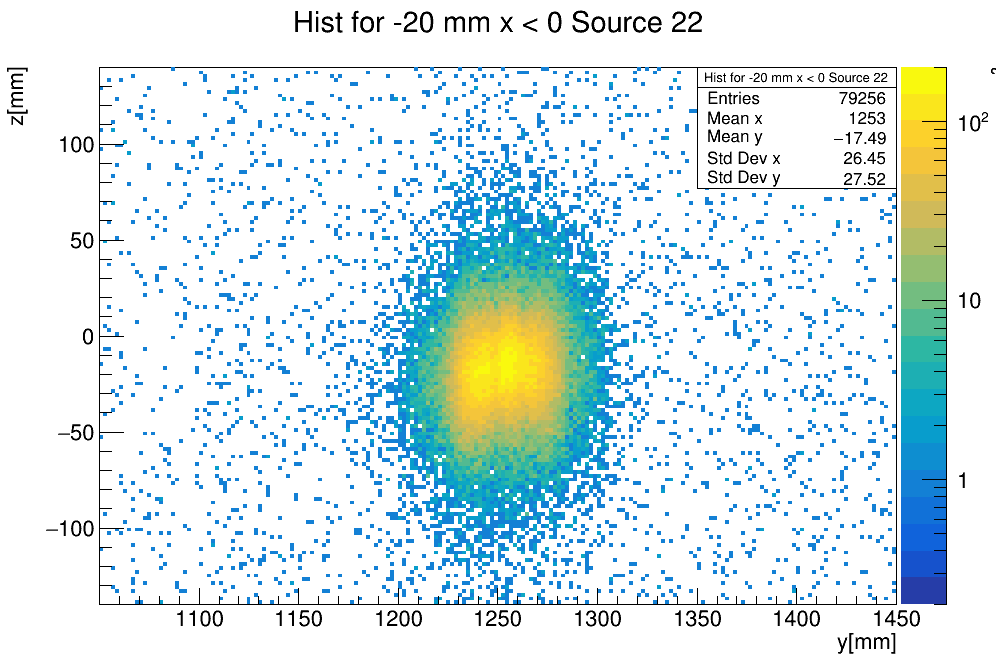 Hist for -20 mm x < 0 Source 22
z[mm]
Hist for -20 mm x < 0 Source 22
Entries 79256
Mean x 1253
Mean y −17.49
Std Dev x 26.45
Std Dev y 27.52
100
50
0
−50
−100
10²
10
1
1100 1150 1200 1250 1300 1350 1400 1450
y[mm]